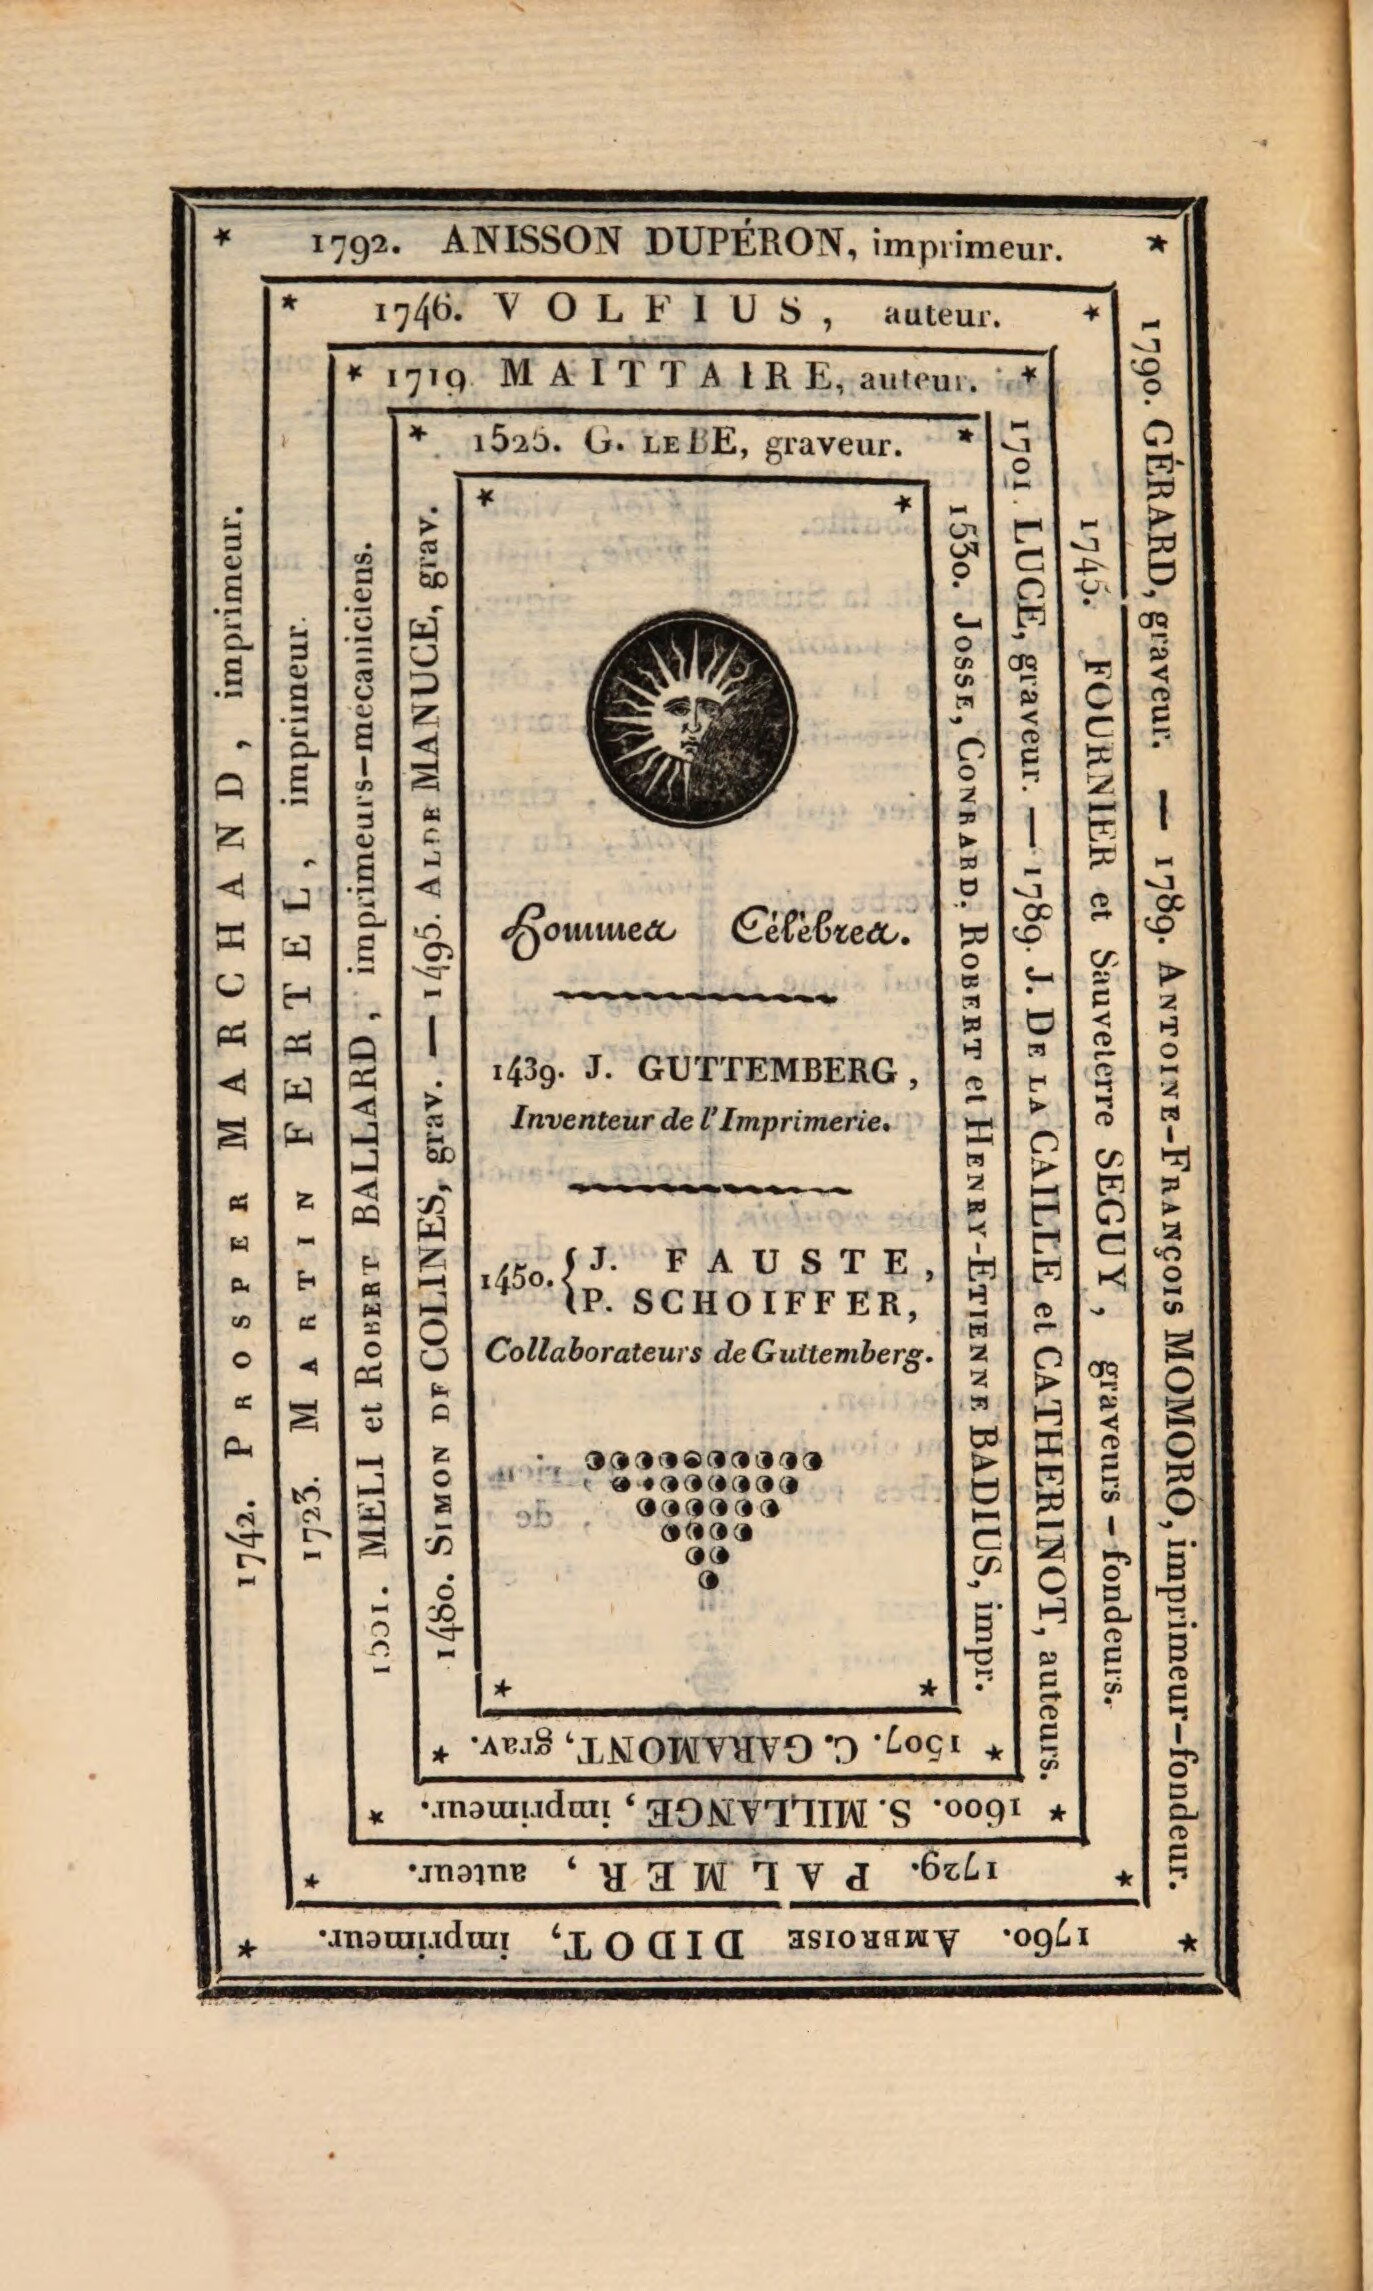 1792. ANISSON DUPÉRON, imprimeur.
1790. GÉRARD, graveur. — 1789. ANTOINE-FRANÇOIS MOMORO, imprimeur-fondeur.
1760. AMBROISE DIDOT, imprimeur.
1742. PROSPER MARCHAND, imprimeur.
1746. VOLFIUS, auteur.
1745. FOURNIER et Sauveterre SEGUY, graveurs-fondeurs.
1729. PALMER, auteur.
1723. MARTIN FERTEL, imprimeur.
1719 MAITTAIRE, auteur.
1701. LUCE, graveur. — 1789. J. DE LA CAILLE et CATHERINOT, auteurs.
1600. S. MILLANGE, imprimeur.
MELI et ROBERT BALLARD, imprimeurs-mécaniciens.
1525. G. LE BE, graveur.
1530. JOSSE, CONRARD, ROBERT et HENRY-ETIENNE BADIUS, impr.
1507. C. GARAMONT, grav.
1480. SIMON DE COLINES, grav. — 1495. ALDE MANUCE, grav.
Hommes Célèbres.
1439. J. GUTTEMBERG,
Inventeur de l'Imprimerie.
1450. { J. FAUSTE,
P. SCHOIFFER,
Collaborateurs de Guttemberg.